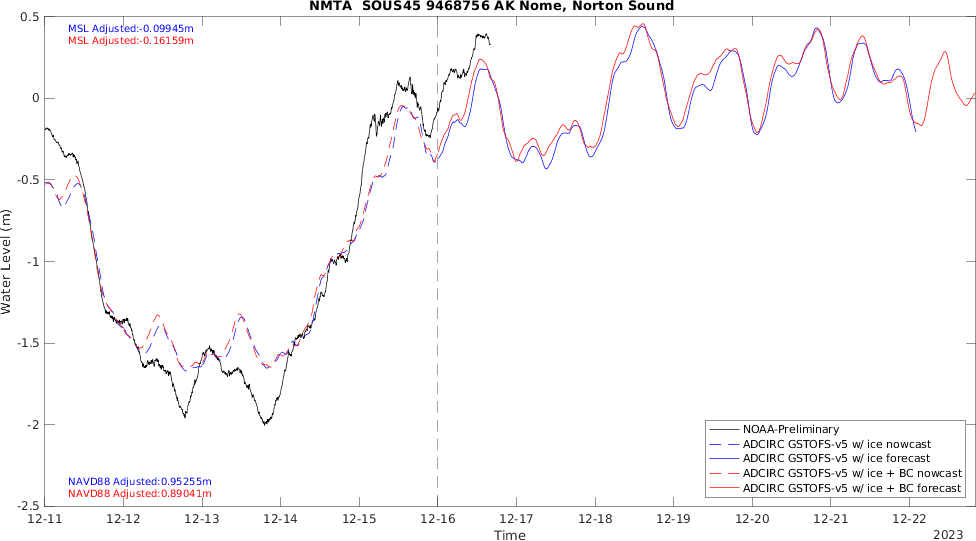 NMTA SOUS45 9468756 AK Nome, Norton Sound
MSL Adjusted:-0.09945m
MSL Adjusted:-0.16159m
0.5
0
-0.5
-1
-1.5
-2
-2.5
Water Level (m)
NAVD88 Adjusted:0.95255m
NAVD88 Adjusted:0.89041m
NOAA-Preliminary
ADCIRC GSTOFS-v5 w/ ice nowcast
ADCIRC GSTOFS-v5 w/ ice forecast
ADCIRC GSTOFS-v5 w/ ice + BC nowcast
ADCIRC GSTOFS-v5 w/ ice + BC forecast
12-11 12-12 12-13 12-14 12-15 12-16 12-17 12-18 12-19 12-20 12-21 12-22
Time
2023